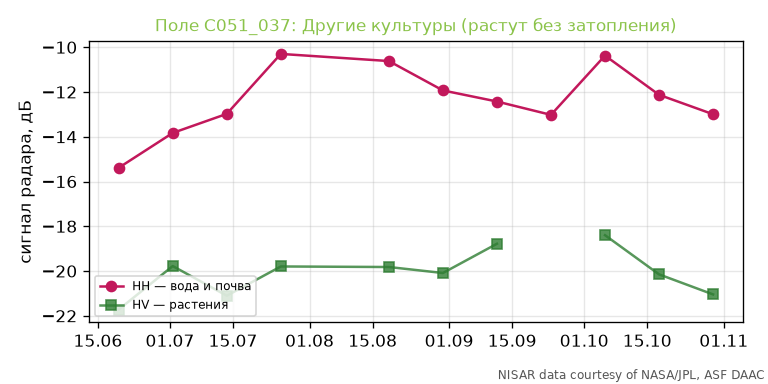 Поле C051_037: Другие культуры (растут без затопления)
сигнал радара, дБ
−10
−12
−14
−16
−18
−20
−22
HH — вода и почва
HV — растения
15.06 01.07 15.07 01.08 15.08 01.09 15.09 01.10 15.10 01.11
NISAR data courtesy of NASA/JPL, ASF DAAC